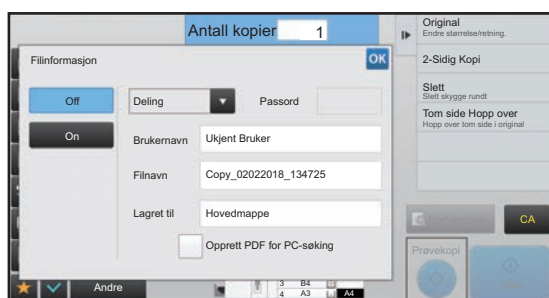 Antall kopier 1
Original
Endre størrelse/retning.
2-Sidig Kopi
Slett
Slett skygge rundt
Tom side Hopp over
Hopp over tom side i original
Filinformasjon
OK
Off
On
Deling
Passord
Brukernavn
Ukjent Bruker
Filnavn
Copy_02022018_134725
Lagret til
Hovedmappe
Opprett PDF for PC-søking
CA
Prøvekopi
Andre
3 B4
4 A3
A4